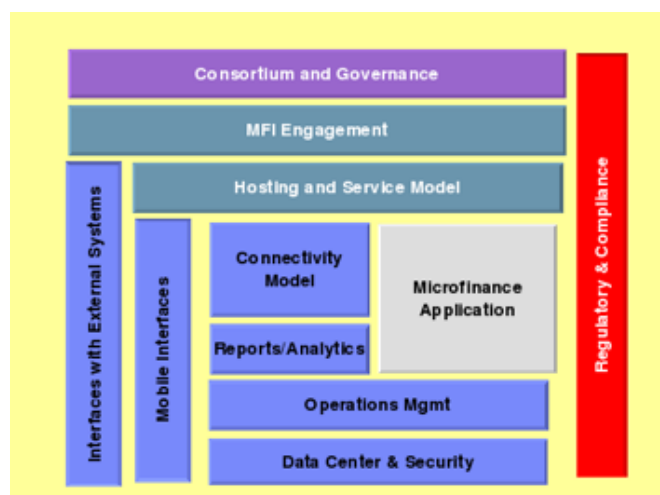 Consortium and Governance
MFI Engagement
Hosting and Service Model
Interfaces with External Systems
Mobile Interfaces
Connectivity
Model
Microfinance
Application
Reports/Analytics
Operations Mgmt
Data Center & Security
Regulatory & Compliance